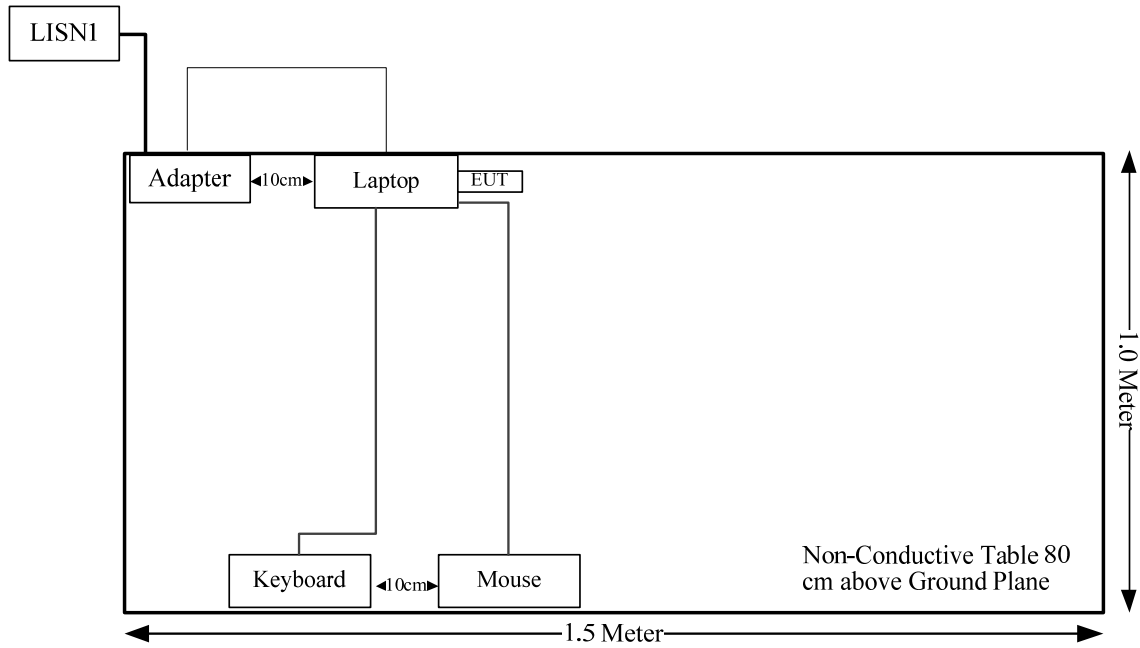 LISN1
Adapter
10cm
Laptop
EUT
1.0 Meter
Keyboard
10cm
Mouse
Non-Conductive Table 80
cm above Ground Plane
1.5 Meter